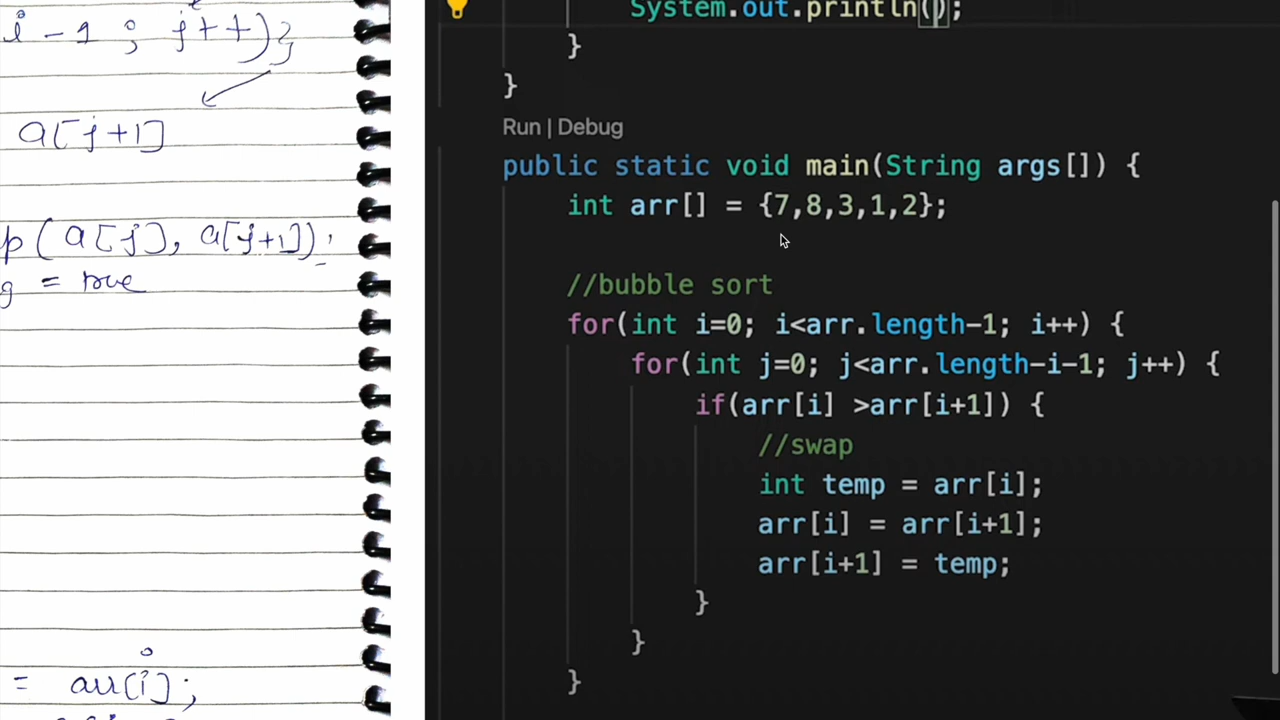 i - 1 ; j++)}
a[j+1]
p(a[j], a[j+1]);
g = true
= arr[i];
System.out.println();
}
}
Run | Debug
public static void main(String args[]) {
int arr[] = {7,8,3,1,2};
//bubble sort
for(int i=0; i<arr.length-1; i++) {
for(int j=0; j<arr.length-i-1; j++) {
if(arr[i] >arr[i+1]) {
//swap
int temp = arr[i];
arr[i] = arr[i+1];
arr[i+1] = temp;
}
}
}